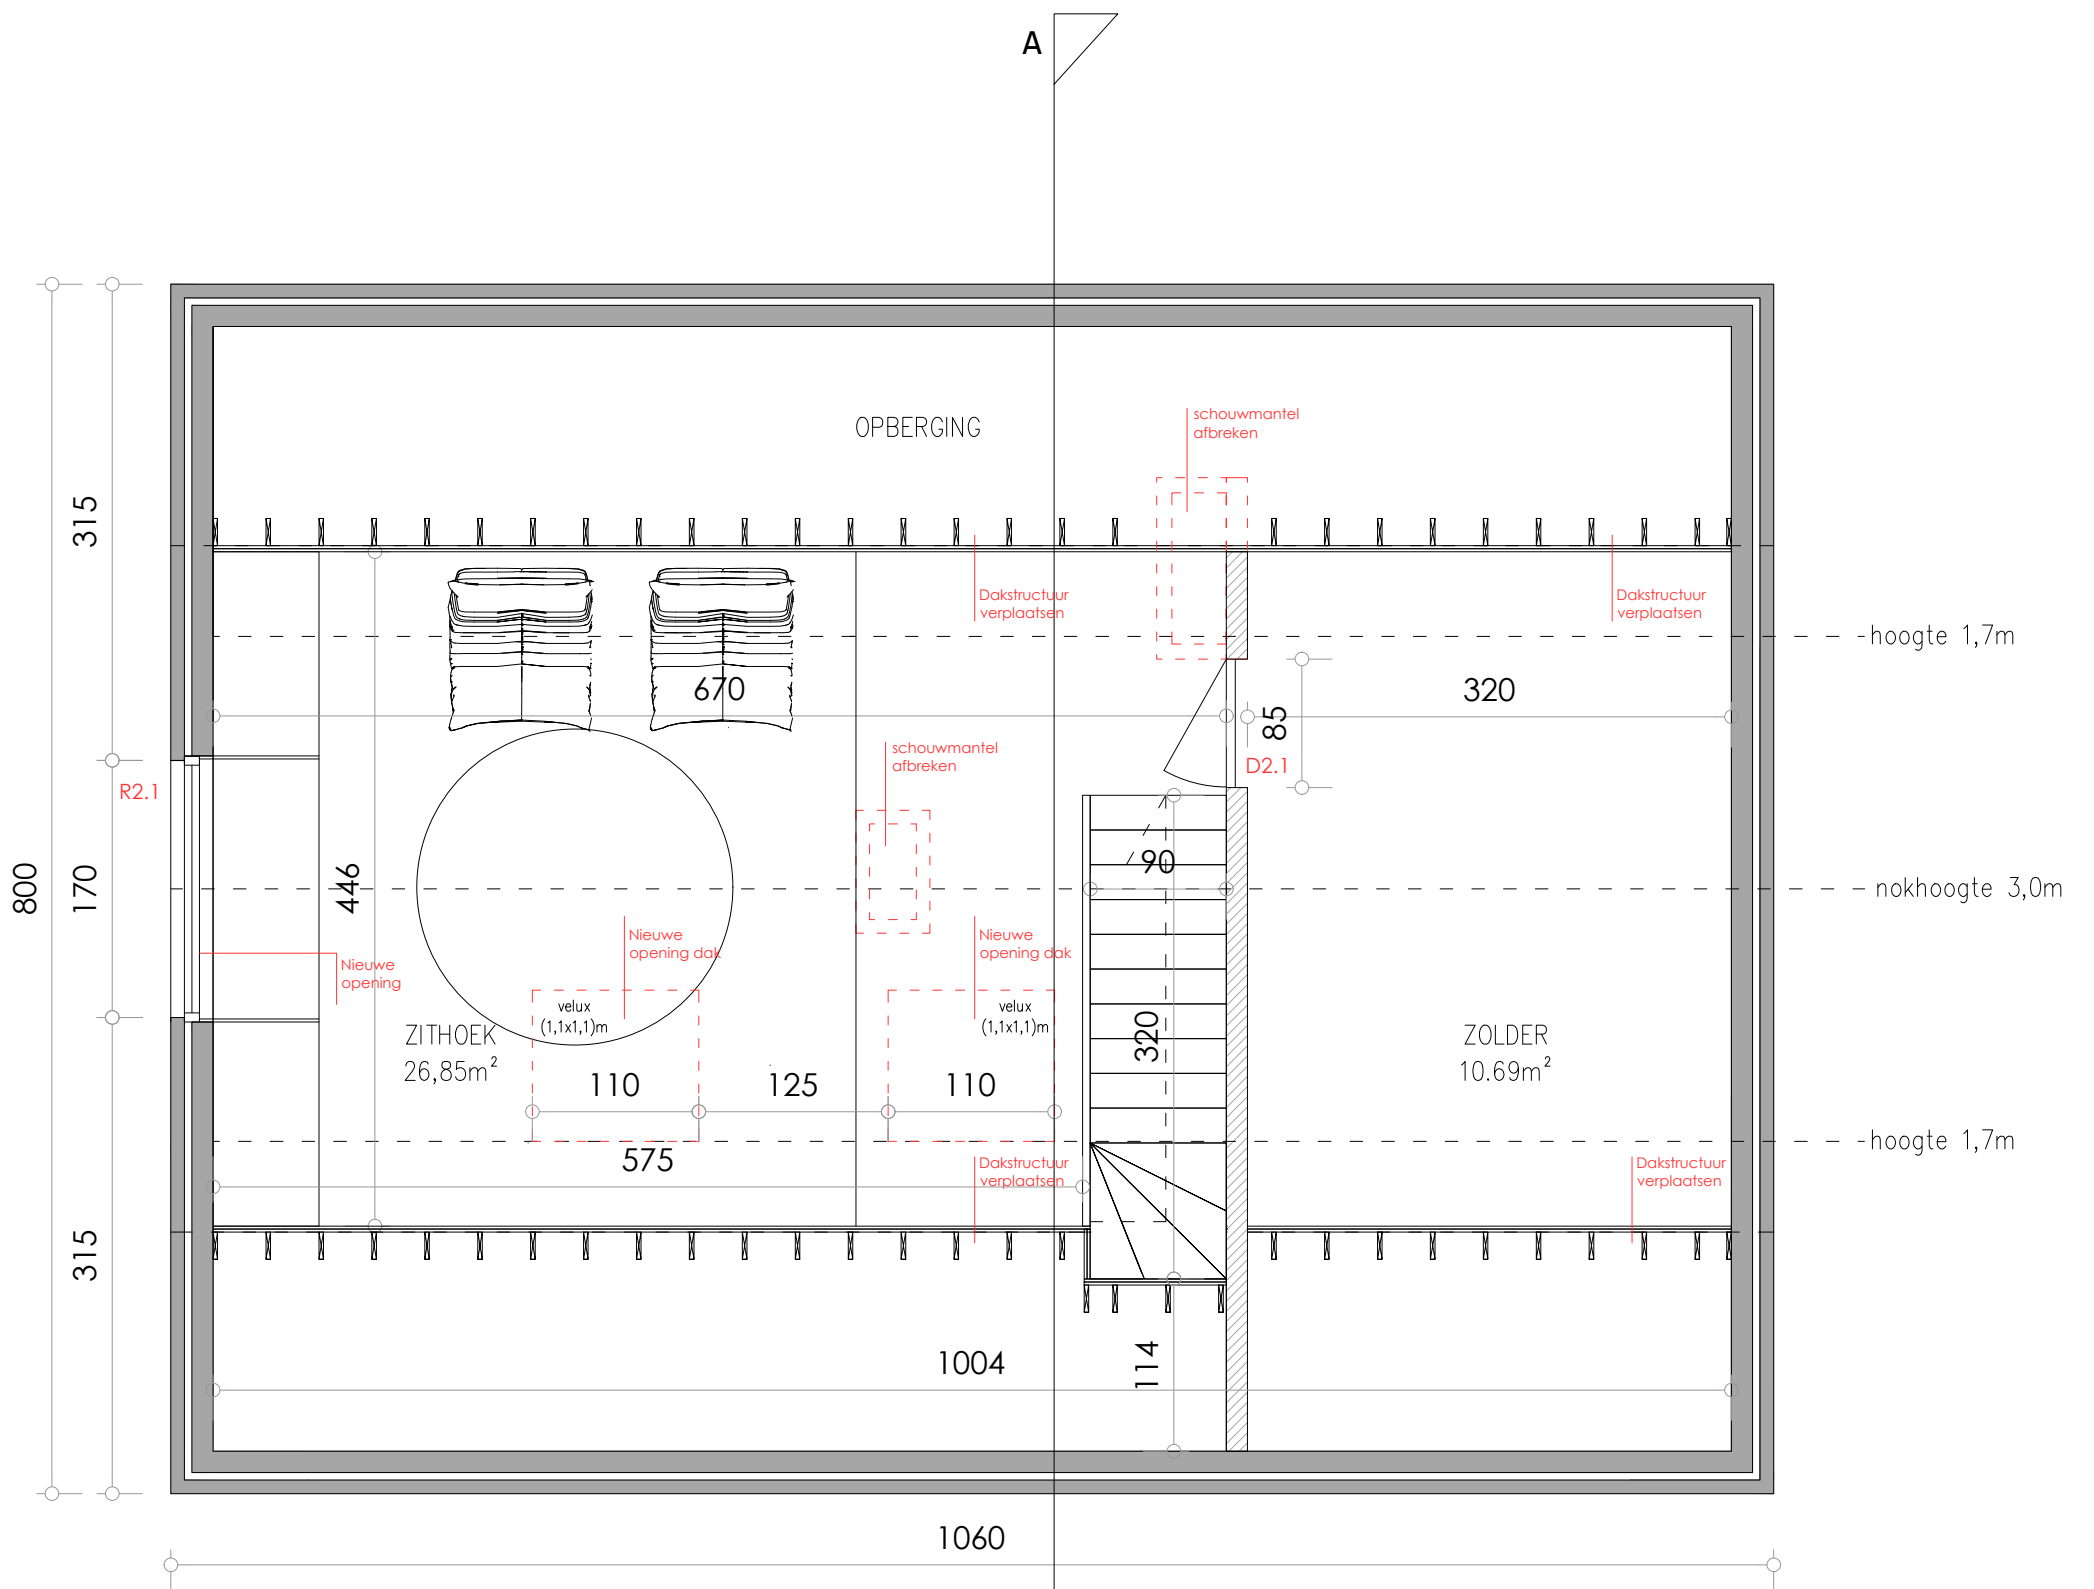 A
OPBERGING
schouwmantel
afbreken
315
Dakstructuur
verplaatsen
Dakstructuur
verplaatsen
hoogte 1,7m
670
320
85
schouwmantel
afbreken
D2.1
R2.1
800
170
446
90
nokhoogte 3,0m
Nieuwe
opening dak
Nieuwe
opening dak
Nieuwe
opening
velux
(1,1x1,1)m
velux
(1,1x1,1)m
ZITHOEK
26,85m²
320
ZOLDER
10.69m²
110
125
110
hoogte 1,7m
575
Dakstructuur
verplaatsen
Dakstructuur
verplaatsen
315
1004
114
1060